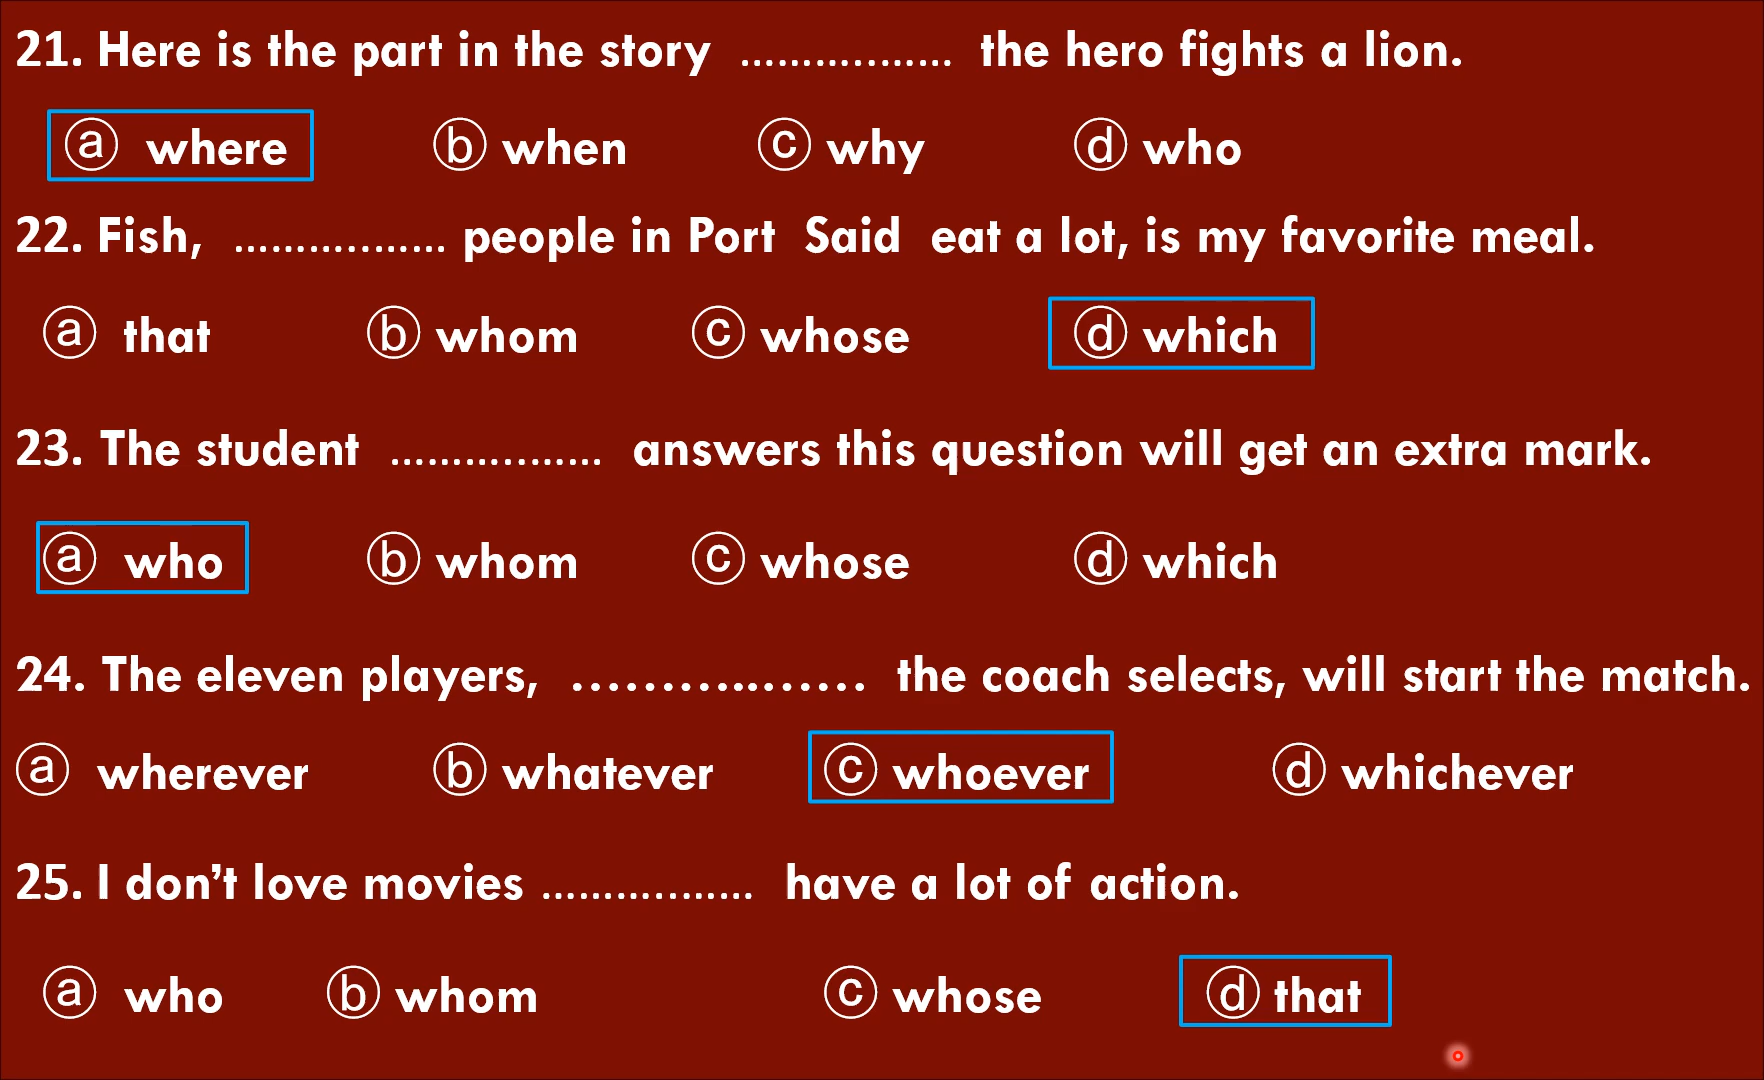 21. Here is the part in the story ................. the hero fights a lion.
ⓐ where ⓑ when ⓒ why ⓓ who
22. Fish, ................. people in Port Said eat a lot, is my favorite meal.
ⓐ that ⓑ whom ⓒ whose ⓓ which
23. The student ................. answers this question will get an extra mark.
ⓐ who ⓑ whom ⓒ whose ⓓ which
24. The eleven players, ................. the coach selects, will start the match.
ⓐ wherever ⓑ whatever ⓒ whoever ⓓ whichever
25. I don’t love movies ................. have a lot of action.
ⓐ who ⓑ whom ⓒ whose ⓓ that